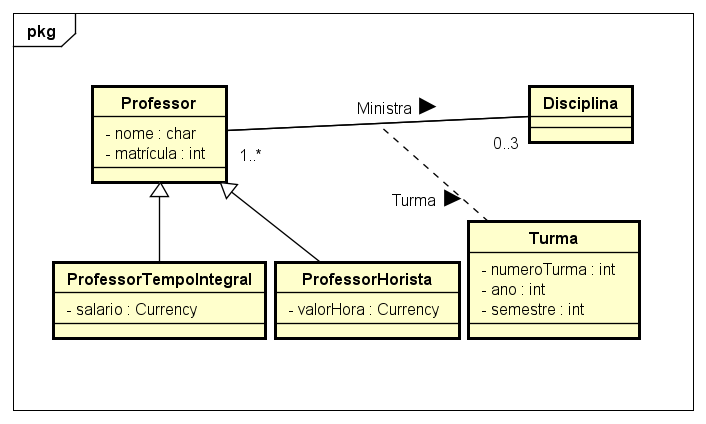 pkg
Professor
- nome : char
- matrícula : int
Ministra
Disciplina
1..*
0..3
Turma
ProfessorTempoIntegral
- salario : Currency
ProfessorHorista
- valorHora : Currency
Turma
- numeroTurma : int
- ano : int
- semestre : int